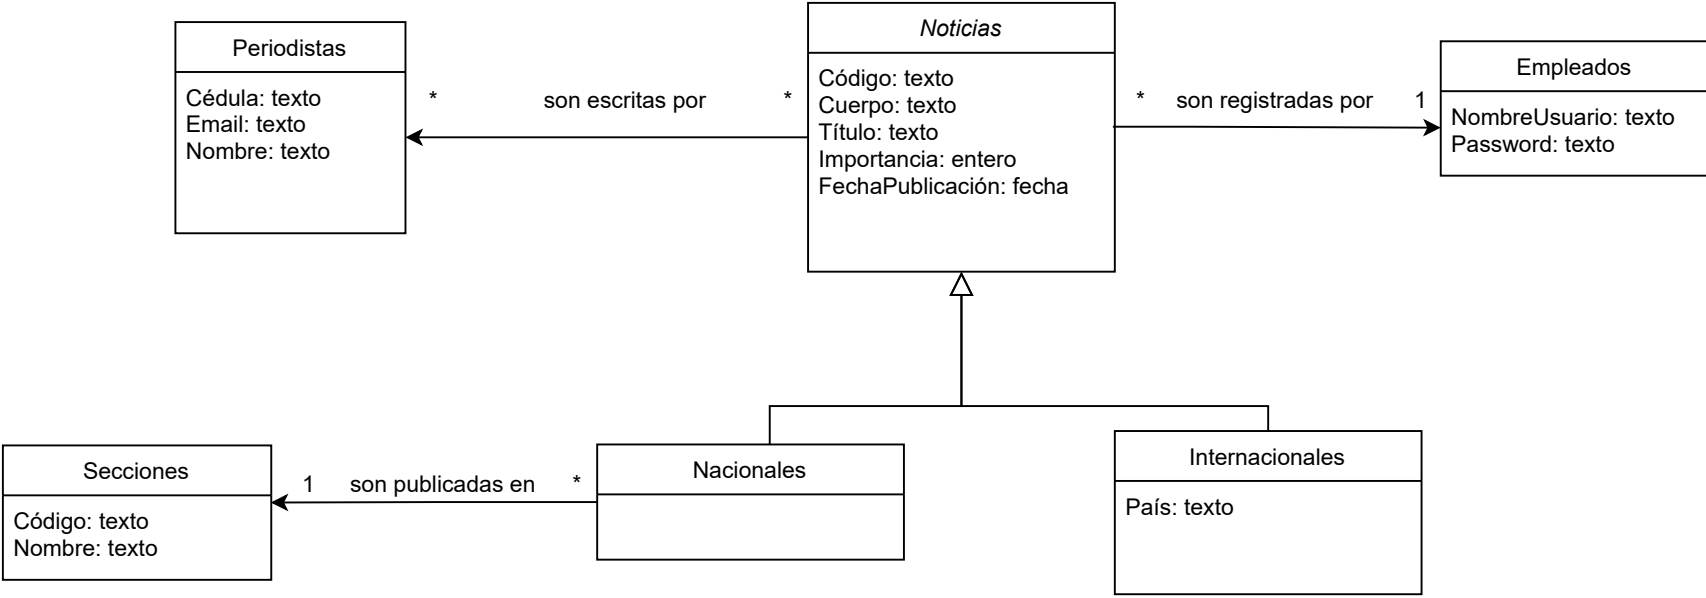 Periodistas
Cédula: texto
Email: texto
Nombre: texto
* son escritas por *
Noticias
Código: texto
Cuerpo: texto
Título: texto
Importancia: entero
FechaPublicación: fecha
* son registradas por 1
Empleados
NombreUsuario: texto
Password: texto
Secciones
Código: texto
Nombre: texto
1 son publicadas en *
Nacionales
Internacionales
País: texto